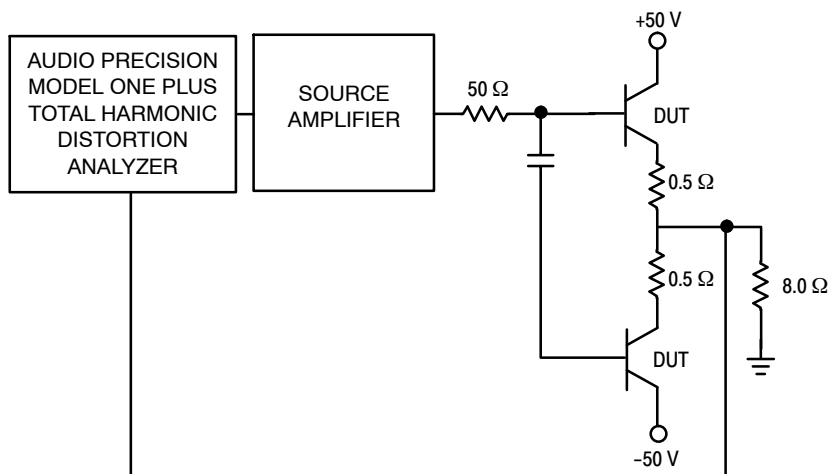 +50 V
AUDIO PRECISION
MODEL ONE PLUS
TOTAL HARMONIC
DISTORTION
ANALYZER
SOURCE
AMPLIFIER
50 Ω
DUT
0.5 Ω
0.5 Ω
8.0 Ω
DUT
−50 V